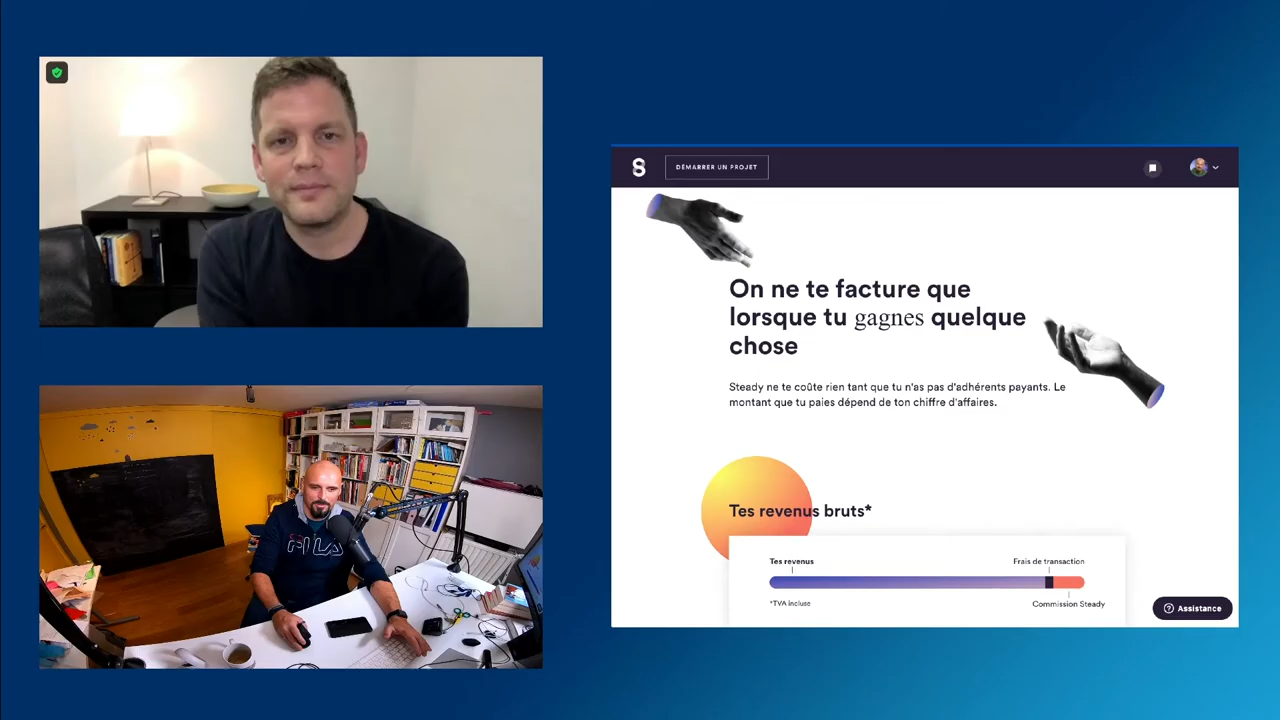 FILA
DÉMARRER UN PROJET
On ne te facture que
lorsque tu gagnes quelque
chose
Steady ne te coûte rien tant que tu n'as pas d'adhérents payants. Le
montant que tu paies dépend de ton chiffre d'affaires.
Tes revenus bruts*
Tes revenus
Frais de transaction
*TVA incluse
Commission Steady
Assistance